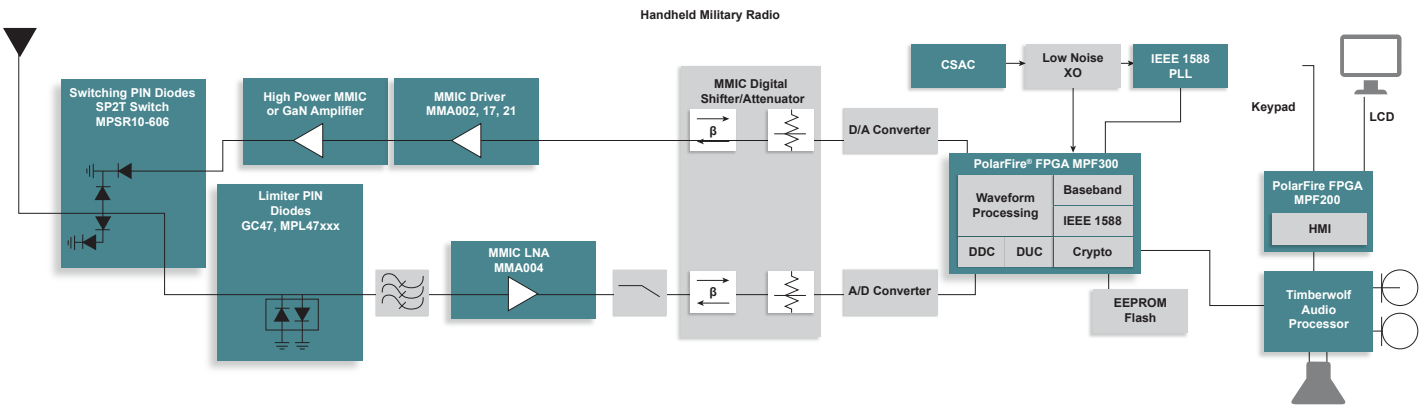 Handheld Military Radio
Switching PIN Diodes
SP2T Switch
MPSR10-606
High Power MMIC
or GaN Amplifier
MMIC Driver
MMA002, 17, 21
MMIC Digital
Shifter/Attenuator
β
D/A Converter
CSAC
Low Noise
XO
IEEE 1588
PLL
Keypad
LCD
PolarFire® FPGA MPF300
Waveform
Processing
Baseband
IEEE 1588
DDC
DUC
Crypto
PolarFire FPGA
MPF200
HMI
Limiter PIN
Diodes
GC47, MPL47xxx
MMIC LNA
MMA004
β
A/D Converter
EEPROM
Flash
Timberwolf
Audio
Processor